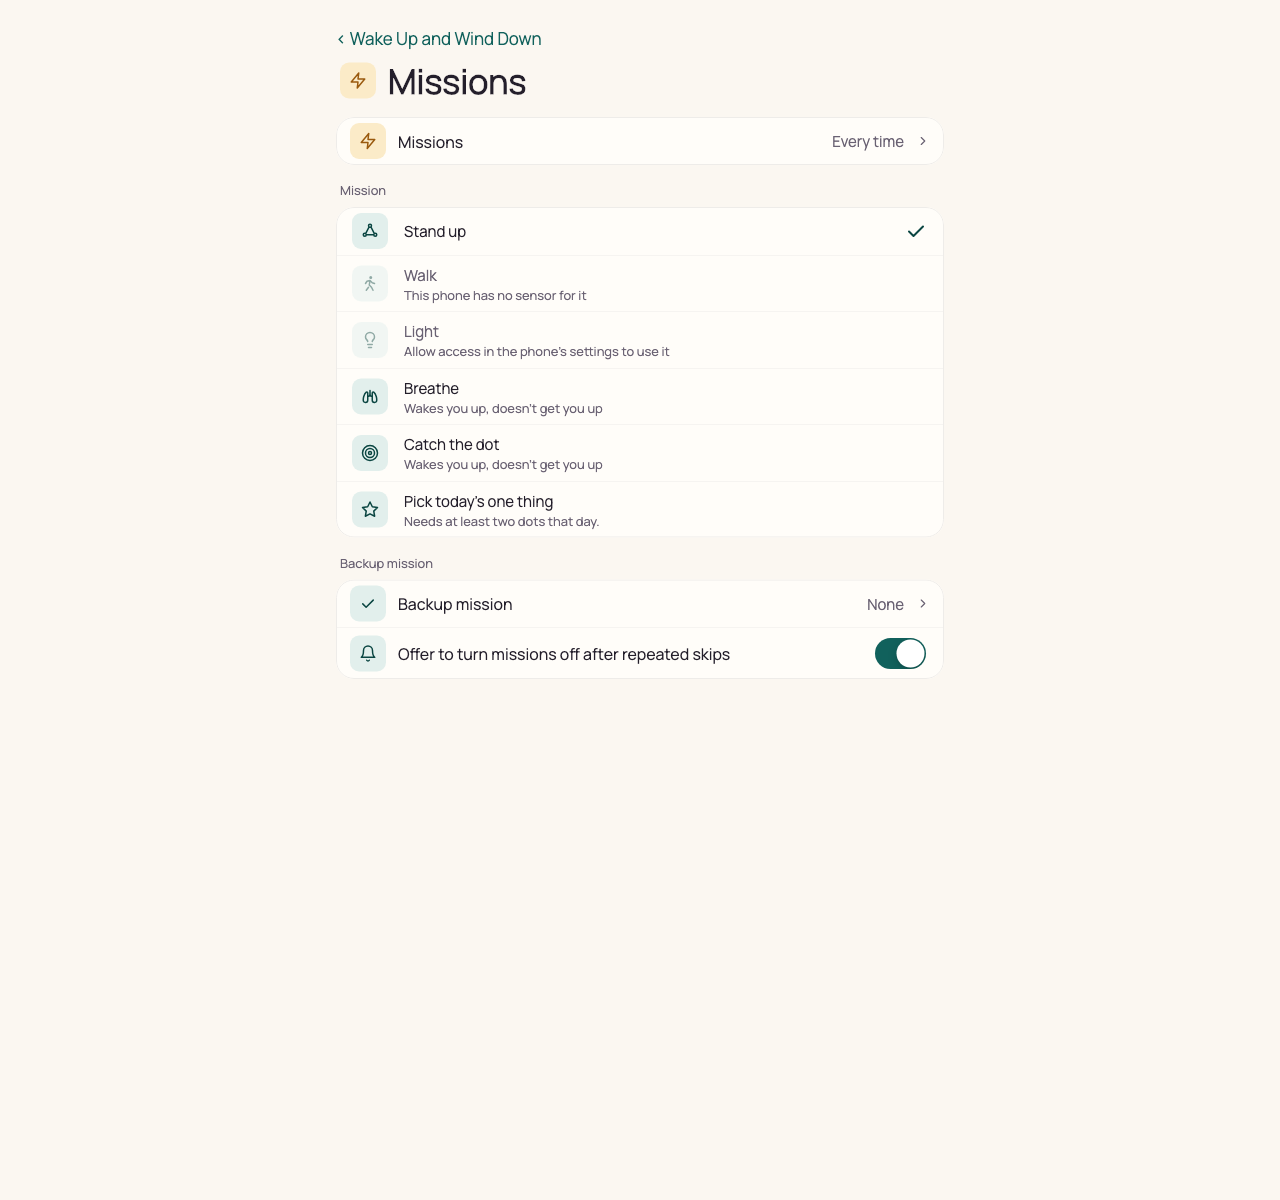 Wake Up and Wind Down
Missions
Missions
Every time
Mission
Stand up
Walk
This phone has no sensor for it
Light
Allow access in the phone's settings to use it
Breathe
Wakes you up, doesn't get you up
Catch the dot
Wakes you up, doesn't get you up
Pick today's one thing
Needs at least two dots that day.
Backup mission
Backup mission
None
Offer to turn missions off after repeated skips